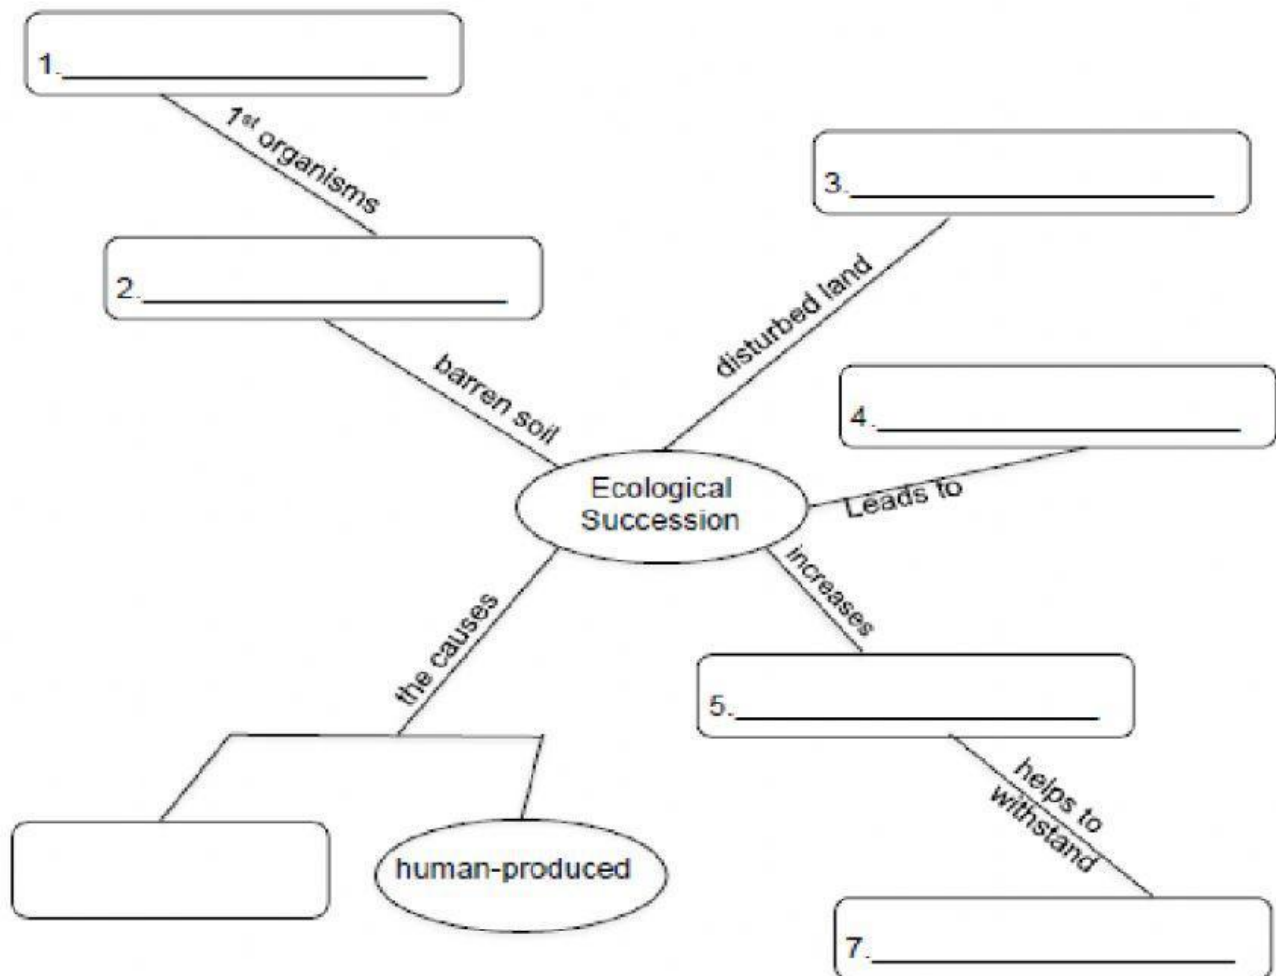 1.
1st organisms
2.
barren soil
3.
disturbed land
4.
Leads to
Ecological
Succession
increases
5.
the causes
helps to
withstand
human-produced
7.